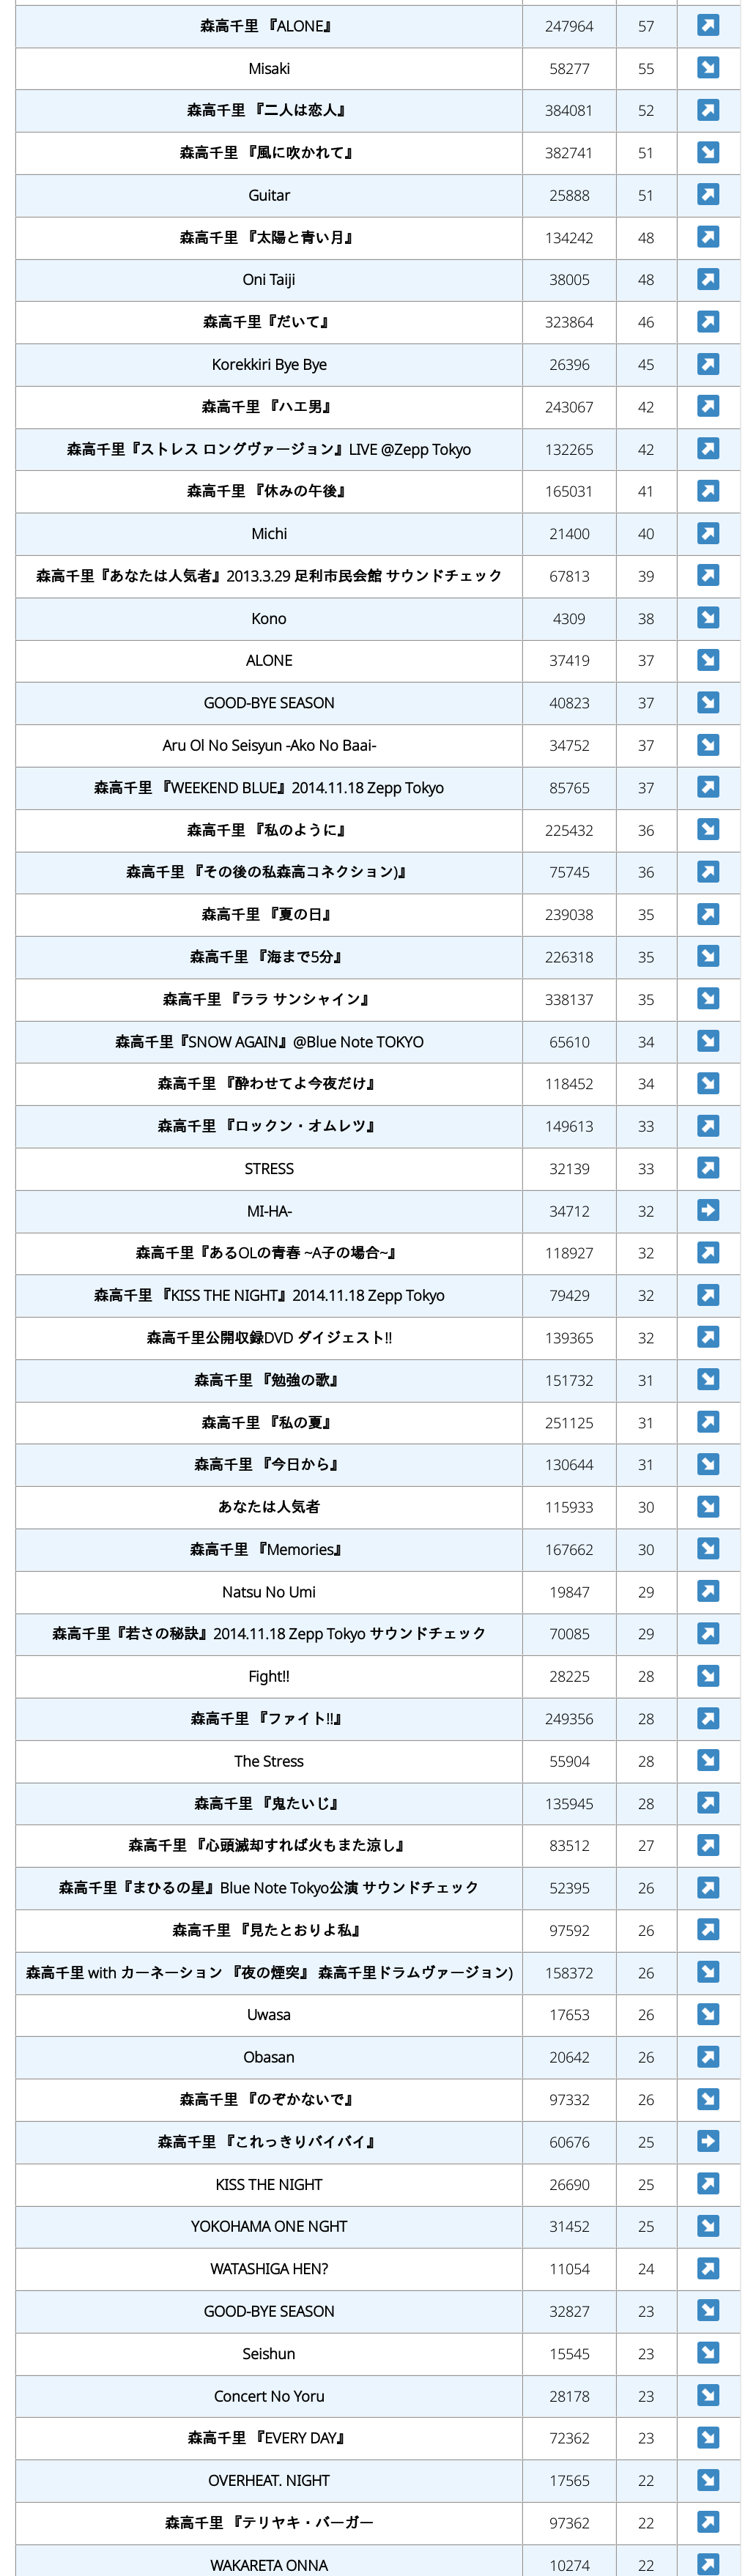 森高千里 『ALONE』 247964 57
Misaki 58277 55
森高千里 『二人は恋人』 384081 52
森高千里 『風に吹かれて』 382741 51
Guitar 25888 51
森高千里 『太陽と青い月』 134242 48
Oni Taiji 38005 48
森高千里『だいて』 323864 46
Korekkiri Bye Bye 26396 45
森高千里 『ハエ男』 243067 42
森高千里『ストレス ロングヴァージョン』LIVE @Zepp Tokyo 132265 42
森高千里 『休みの午後』 165031 41
Michi 21400 40
森高千里『あなたは人気者』2013.3.29 足利市民会館 サウンドチェック 67813 39
Kono 4309 38
ALONE 37419 37
GOOD-BYE SEASON 40823 37
Aru Ol No Seisyun -Ako No Baai- 34752 37
森高千里 『WEEKEND BLUE』2014.11.18 Zepp Tokyo 85765 37
森高千里 『私のように』 225432 36
森高千里 『その後の私森高コネクション)』 75745 36
森高千里 『夏の日』 239038 35
森高千里 『海まで5分』 226318 35
森高千里 『ララ サンシャイン』 338137 35
森高千里『SNOW AGAIN』@Blue Note TOKYO 65610 34
森高千里 『酔わせてよ今夜だけ』 118452 34
森高千里 『ロックン・オムレツ』 149613 33
STRESS 32139 33
MI-HA- 34712 32
森高千里『あるOLの青春 ~A子の場合~』 118927 32
森高千里 『KISS THE NIGHT』2014.11.18 Zepp Tokyo 79429 32
森高千里公開収録DVD ダイジェスト!! 139365 32
森高千里 『勉強の歌』 151732 31
森高千里 『私の夏』 251125 31
森高千里 『今日から』 130644 31
あなたは人気者 115933 30
森高千里 『Memories』 167662 30
Natsu No Umi 19847 29
森高千里『若さの秘訣』2014.11.18 Zepp Tokyo サウンドチェック 70085 29
Fight!! 28225 28
森高千里 『ファイト!!』 249356 28
The Stress 55904 28
森高千里 『鬼たいじ』 135945 28
森高千里 『心頭滅却すれば火もまた涼し』 83512 27
森高千里『まひるの星』Blue Note Tokyo公演 サウンドチェック 52395 26
森高千里 『見たとおりよ私』 97592 26
森高千里 with カーネーション 『夜の煙突』 森高千里ドラムヴァージョン) 158372 26
Uwasa 17653 26
Obasan 20642 26
森高千里 『のぞかないで』 97332 26
森高千里 『これっきりバイバイ』 60676 25
KISS THE NIGHT 26690 25
YOKOHAMA ONE NGHT 31452 25
WATASHIGA HEN? 11054 24
GOOD-BYE SEASON 32827 23
Seishun 15545 23
Concert No Yoru 28178 23
森高千里 『EVERY DAY』 72362 23
OVERHEAT. NIGHT 17565 22
森高千里 『テリヤキ・バーガー 97362 22
WAKARETA ONNA 10274 22